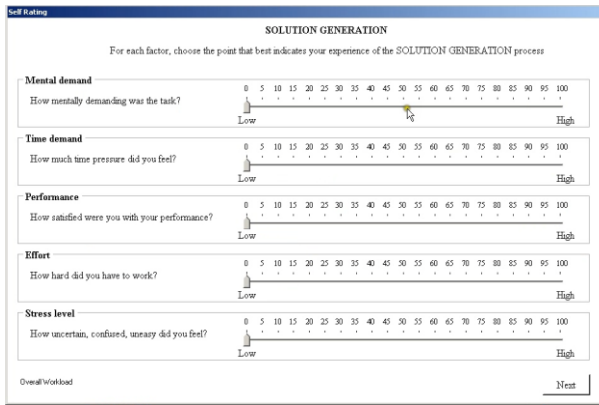 Self Rating
SOLUTION GENERATION
For each factor, choose the point that best indicates your experience of the SOLUTION GENERATION process
Mental demand
0 5 10 15 20 25 30 35 40 45 50 55 60 65 70 75 80 85 90 95 100
How mentally demanding was the task?
Low High
Time demand
0 5 10 15 20 25 30 35 40 45 50 55 60 65 70 75 80 85 90 95 100
How much time pressure did you feel?
Low High
Performance
0 5 10 15 20 25 30 35 40 45 50 55 60 65 70 75 80 85 90 95 100
How satisfied were you with your performance?
Low High
Effort
0 5 10 15 20 25 30 35 40 45 50 55 60 65 70 75 80 85 90 95 100
How hard did you have to work?
Low High
Stress level
0 5 10 15 20 25 30 35 40 45 50 55 60 65 70 75 80 85 90 95 100
How uncertain, confused, uneasy did you feel?
Low High
Overall Workload Next